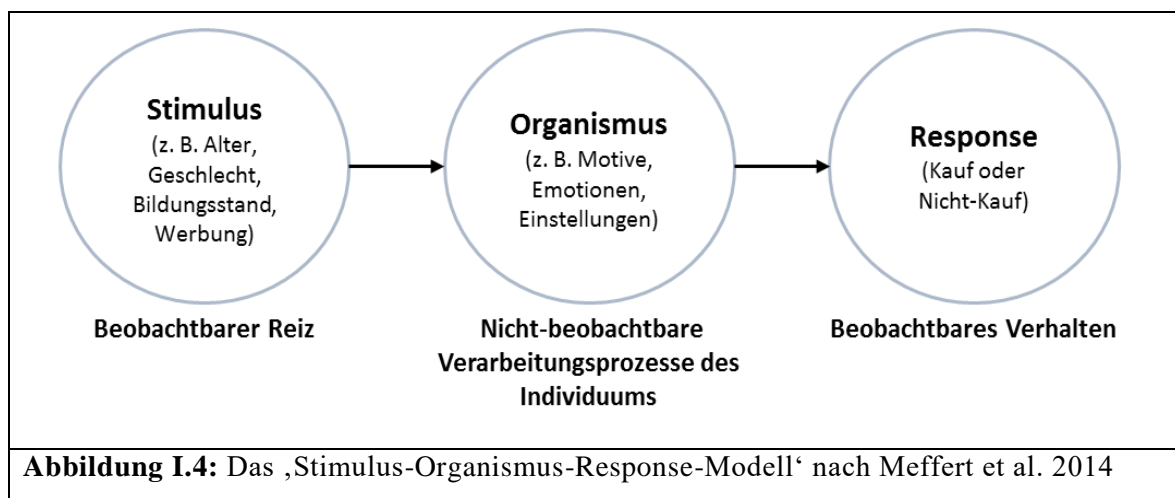 Stimulus
(z. B. Alter,
Geschlecht,
Bildungsstand,
Werbung)
Beobachtbarer Reiz
Organismus
(z. B. Motive,
Emotionen,
Einstellungen)
Nicht-beobachtbare
Verarbeitungsprozesse des
Individuums
Response
(Kauf oder
Nicht-Kauf)
Beobachtbares Verhalten
Abbildung I.4: Das ‚Stimulus-Organismus-Response-Modell‘ nach Meffert et al. 2014